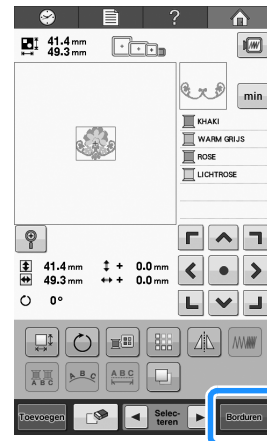 ?
41.4 mm
49.3 mm
min
KHAKI
WARM GRIJS
ROSE
LICHTROSE
41.4 mm + 0.0 mm
49.3 mm + 0.0 mm
0°
A B C A B C A B C
Toevoegen Selec-
teren Borduren